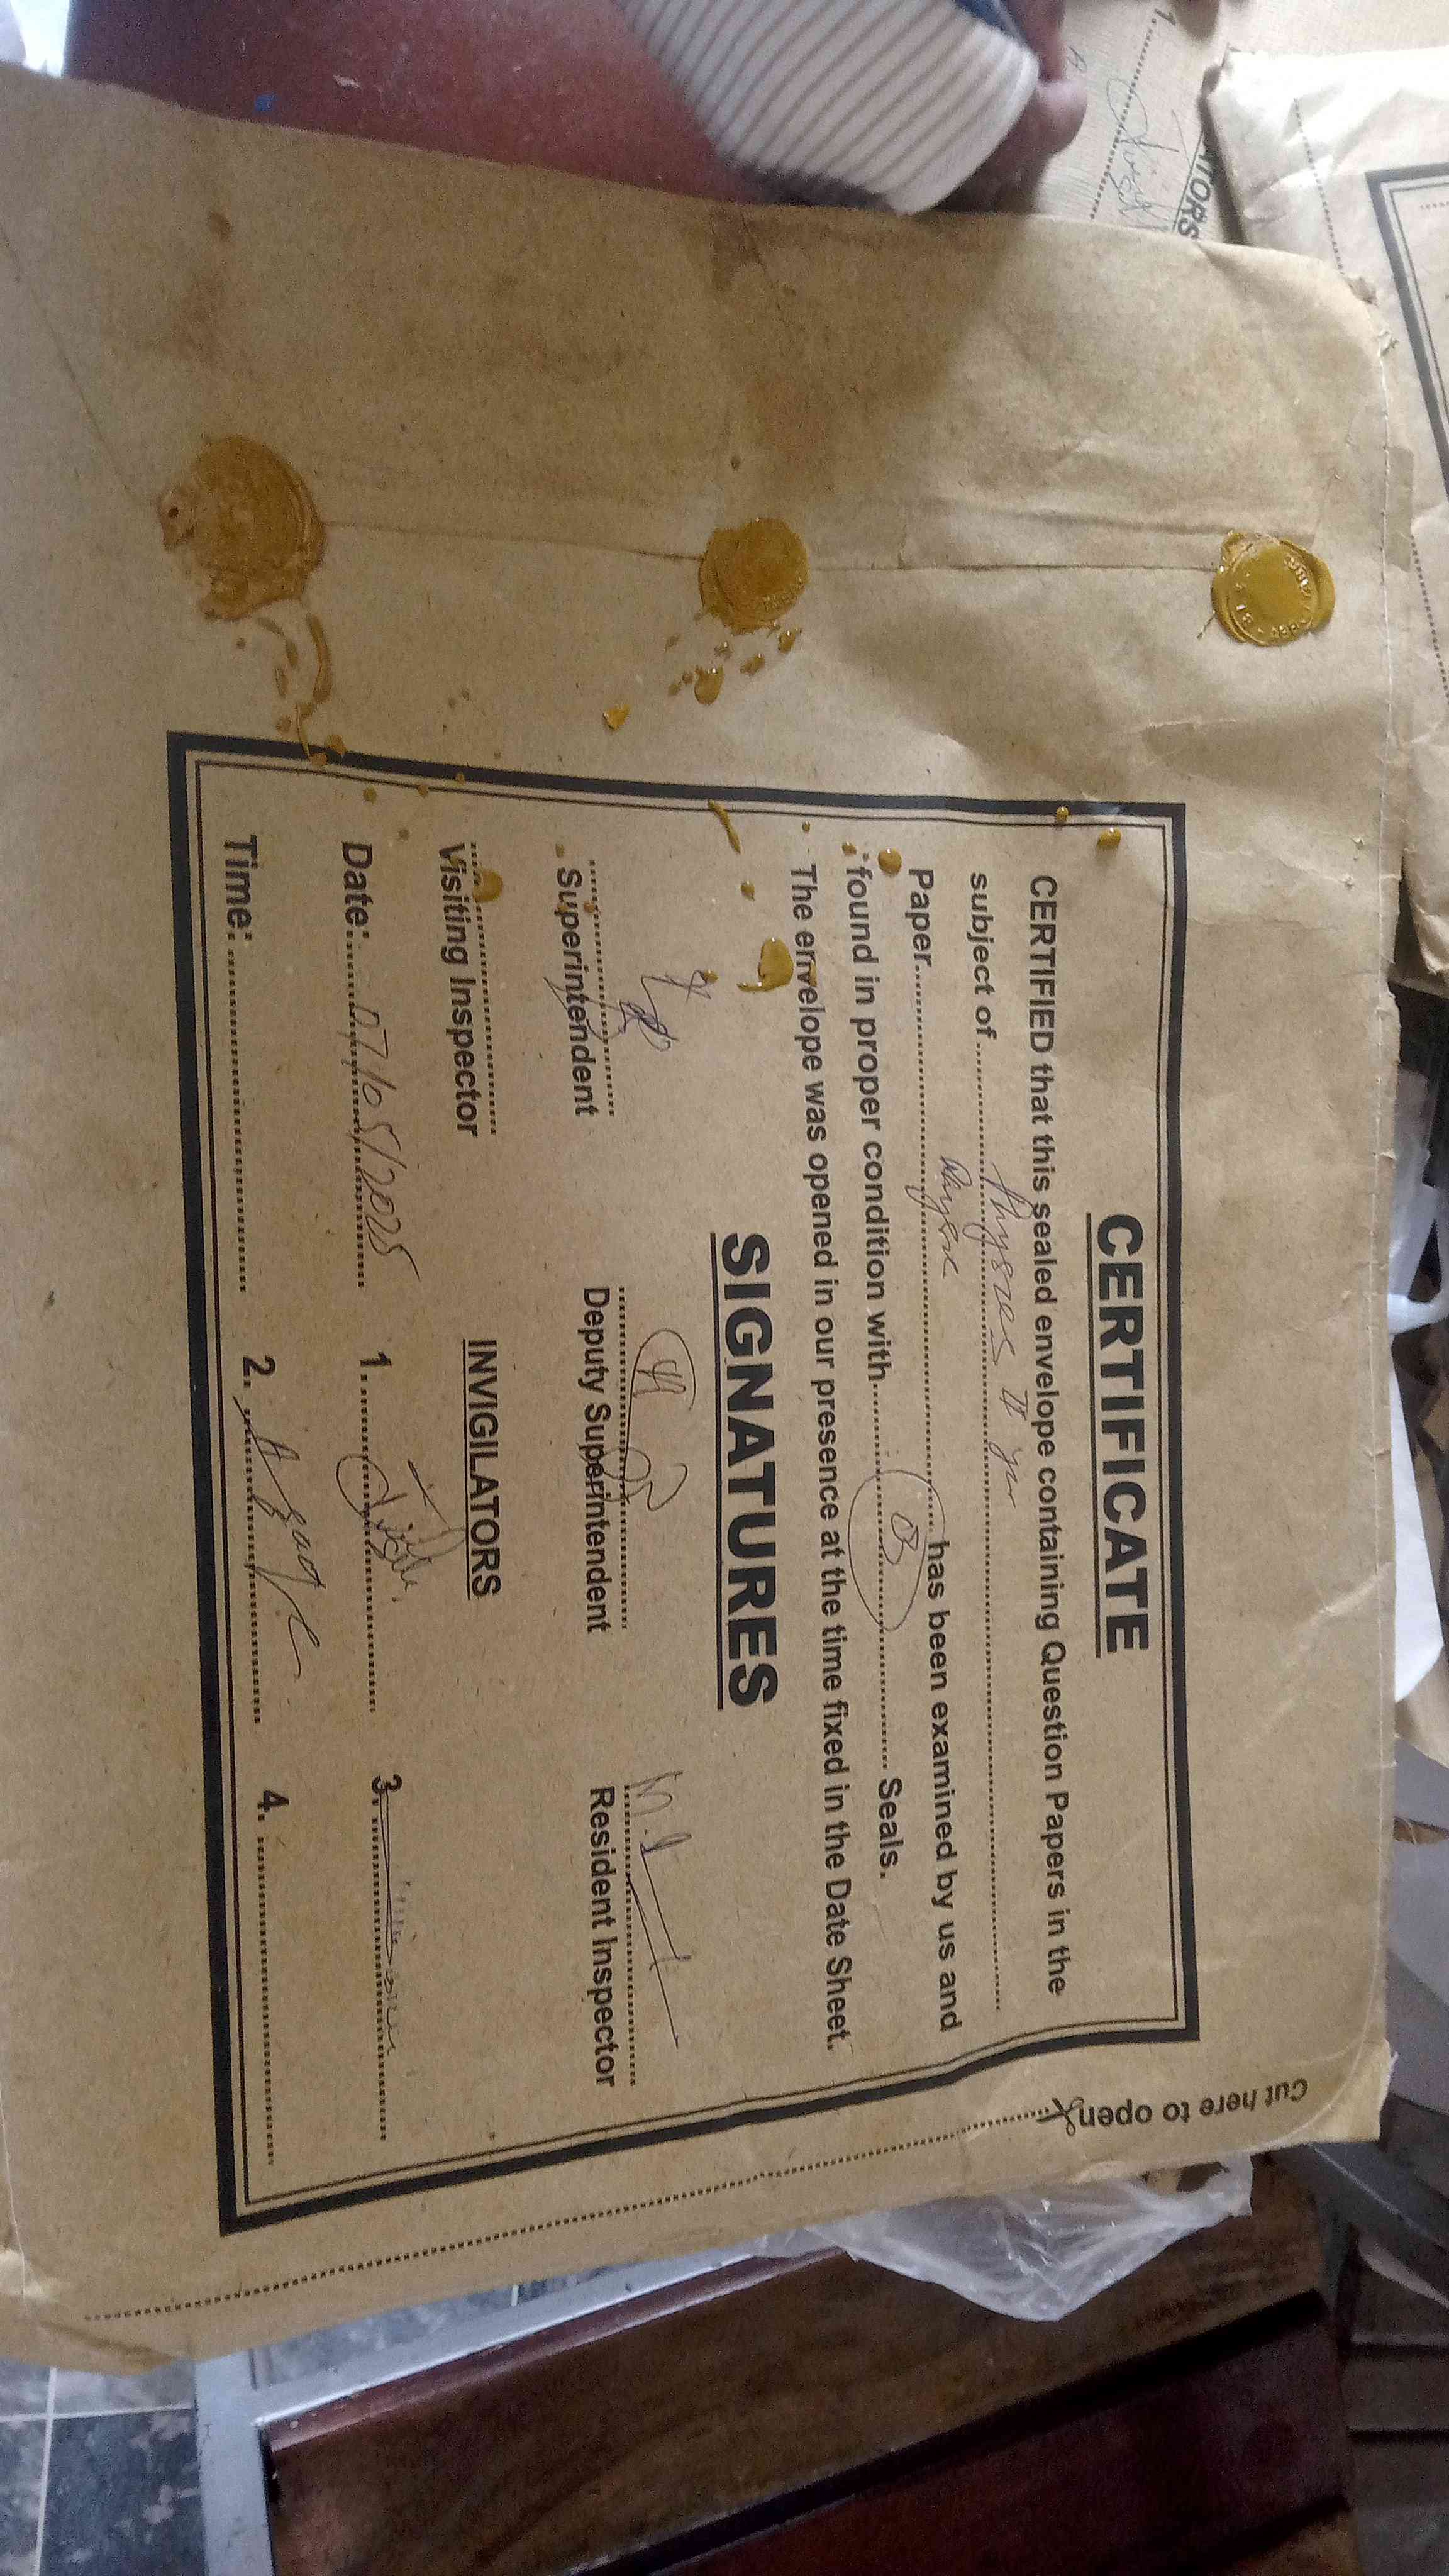 CERTIFICATE
CERTIFIED that this sealed envelope containing Question Papers in the
subject of .......... Physics II year
Paper.......... has been examined by us and
found in proper condition with.......... Seals.
The envelope was opened in our presence at the time fixed in the Date Sheet.
SIGNATURES
Superintendent Deputy Superintendent Resident Inspector
Visiting Inspector
INVIGILATORS
Date: 07/05/2025 1. 3.
Time: 2. 4.
Cut here to open
TORS
1.